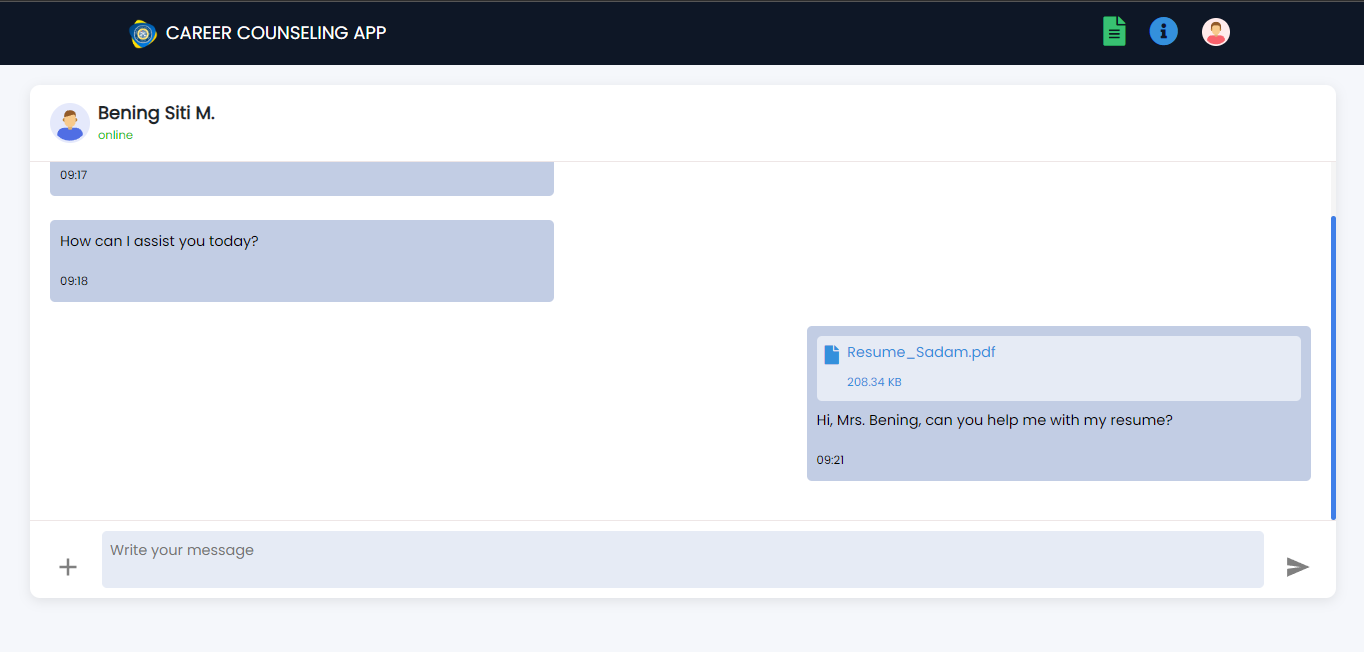 CAREER COUNSELING APP
Bening Siti M.
online
09:17
How can I assist you today?
09:18
Resume_Sadam.pdf
208.34 KB
Hi, Mrs. Bening, can you help me with my resume?
09:21
Write your message